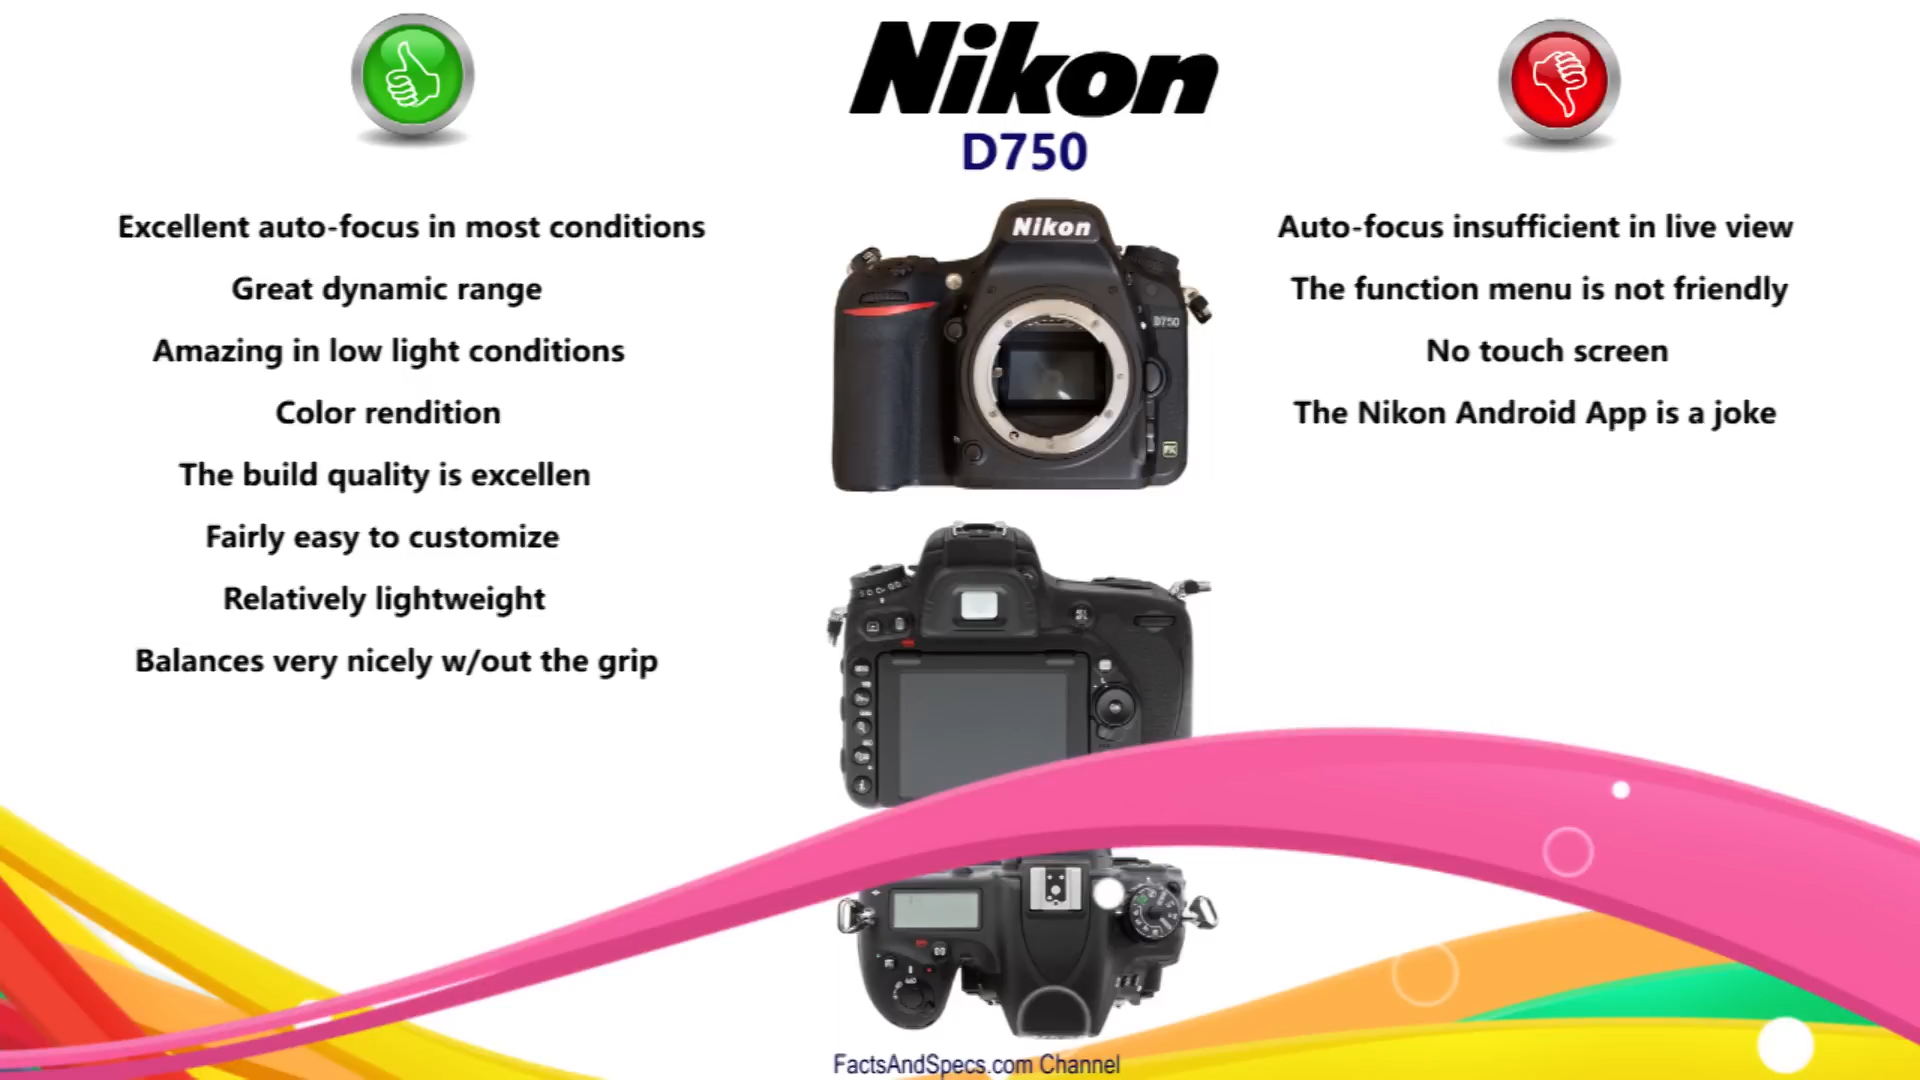 Nikon
D750
Excellent auto-focus in most conditions
Great dynamic range
Amazing in low light conditions
Color rendition
The build quality is excellen
Fairly easy to customize
Relatively lightweight
Balances very nicely w/out the grip
Nikon
D750
Auto-focus insufficient in live view
The function menu is not friendly
No touch screen
The Nikon Android App is a joke
FactsAndSpecs.com Channel